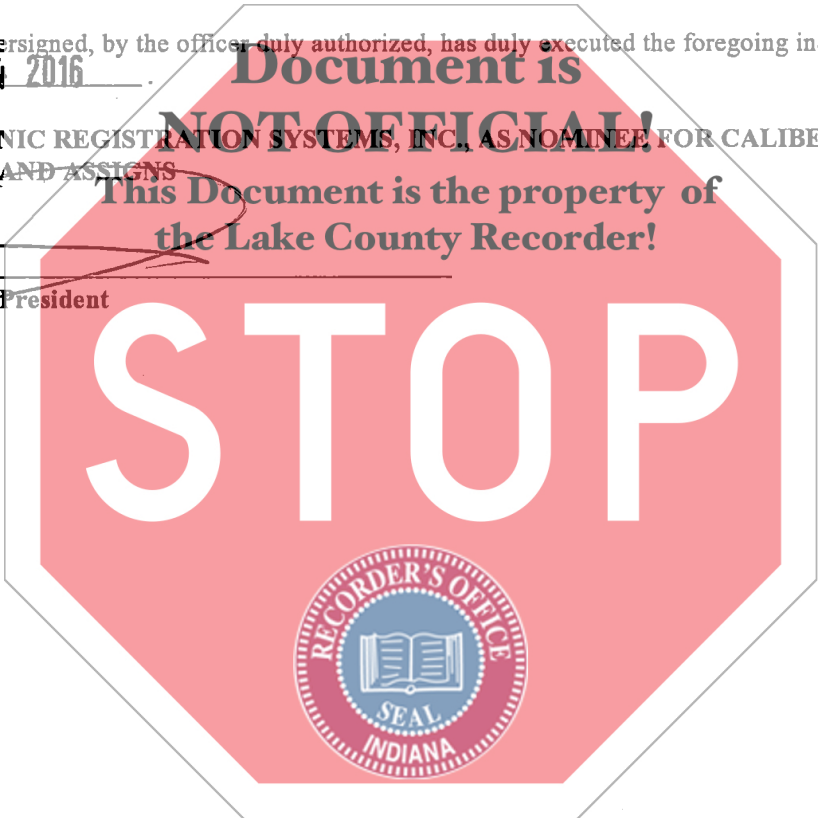 ersigned, by the officer duly authorized, has duly executed the foregoing in
2016
Document is
NOT OFFICIAL!
NIC REGISTRATION SYSTEMS, INC., AS NOMINEE FOR CALIBE
AND ASSIGNS
This Document is the property of
the Lake County Recorder!
President
STOP
RECORDER'S OFFICE
SEAL
INDIANA